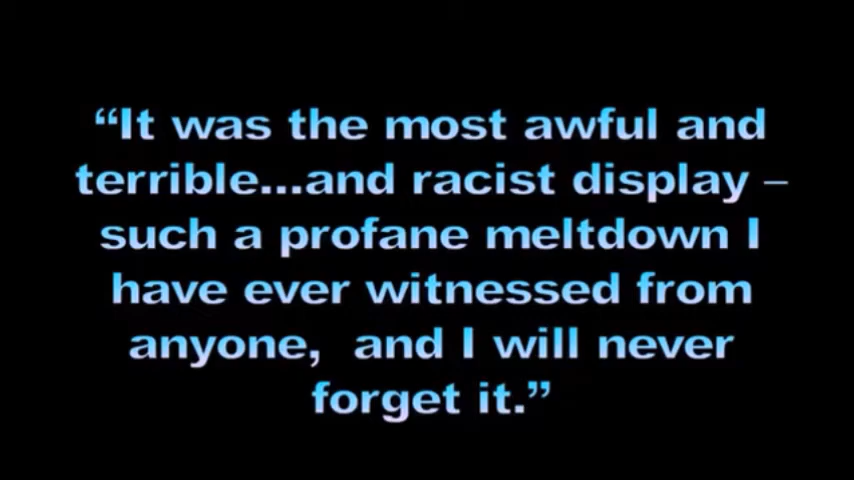 “It was the most awful and
terrible...and racist display –
such a profane meltdown I
have ever witnessed from
anyone,  and I will never
forget it.”